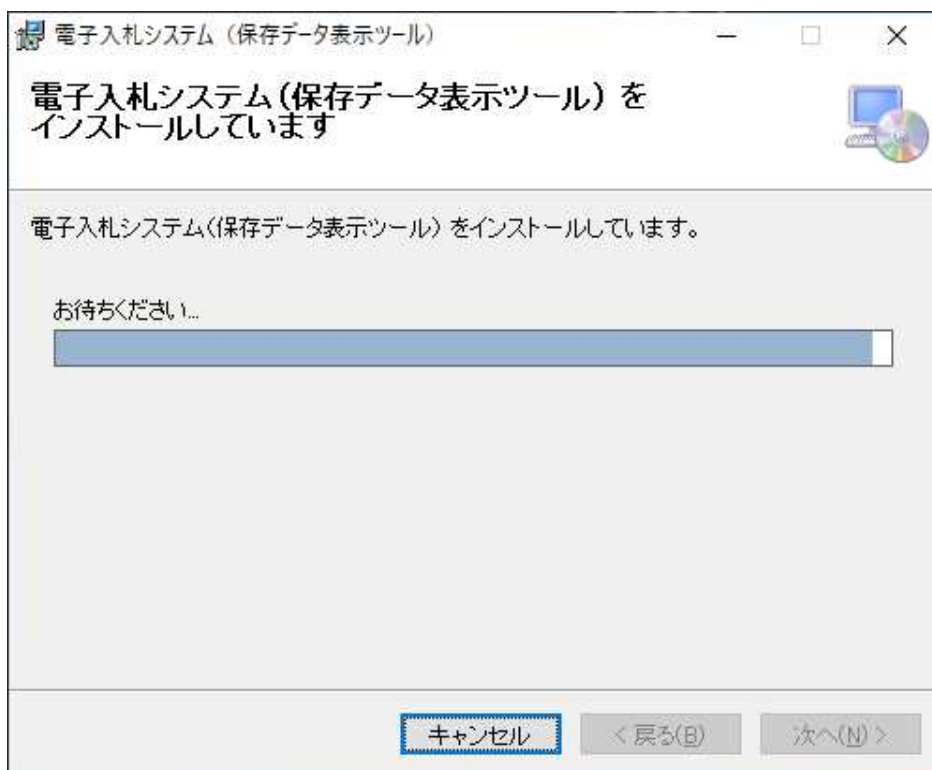 電子入札システム（保存データ表示ツール）
電子入札システム(保存データ表示ツール) を
インストールしています
電子入札システム(保存データ表示ツール) をインストールしています。
お待ちください...
キャンセル
< 戻る(B)
次へ(N) >